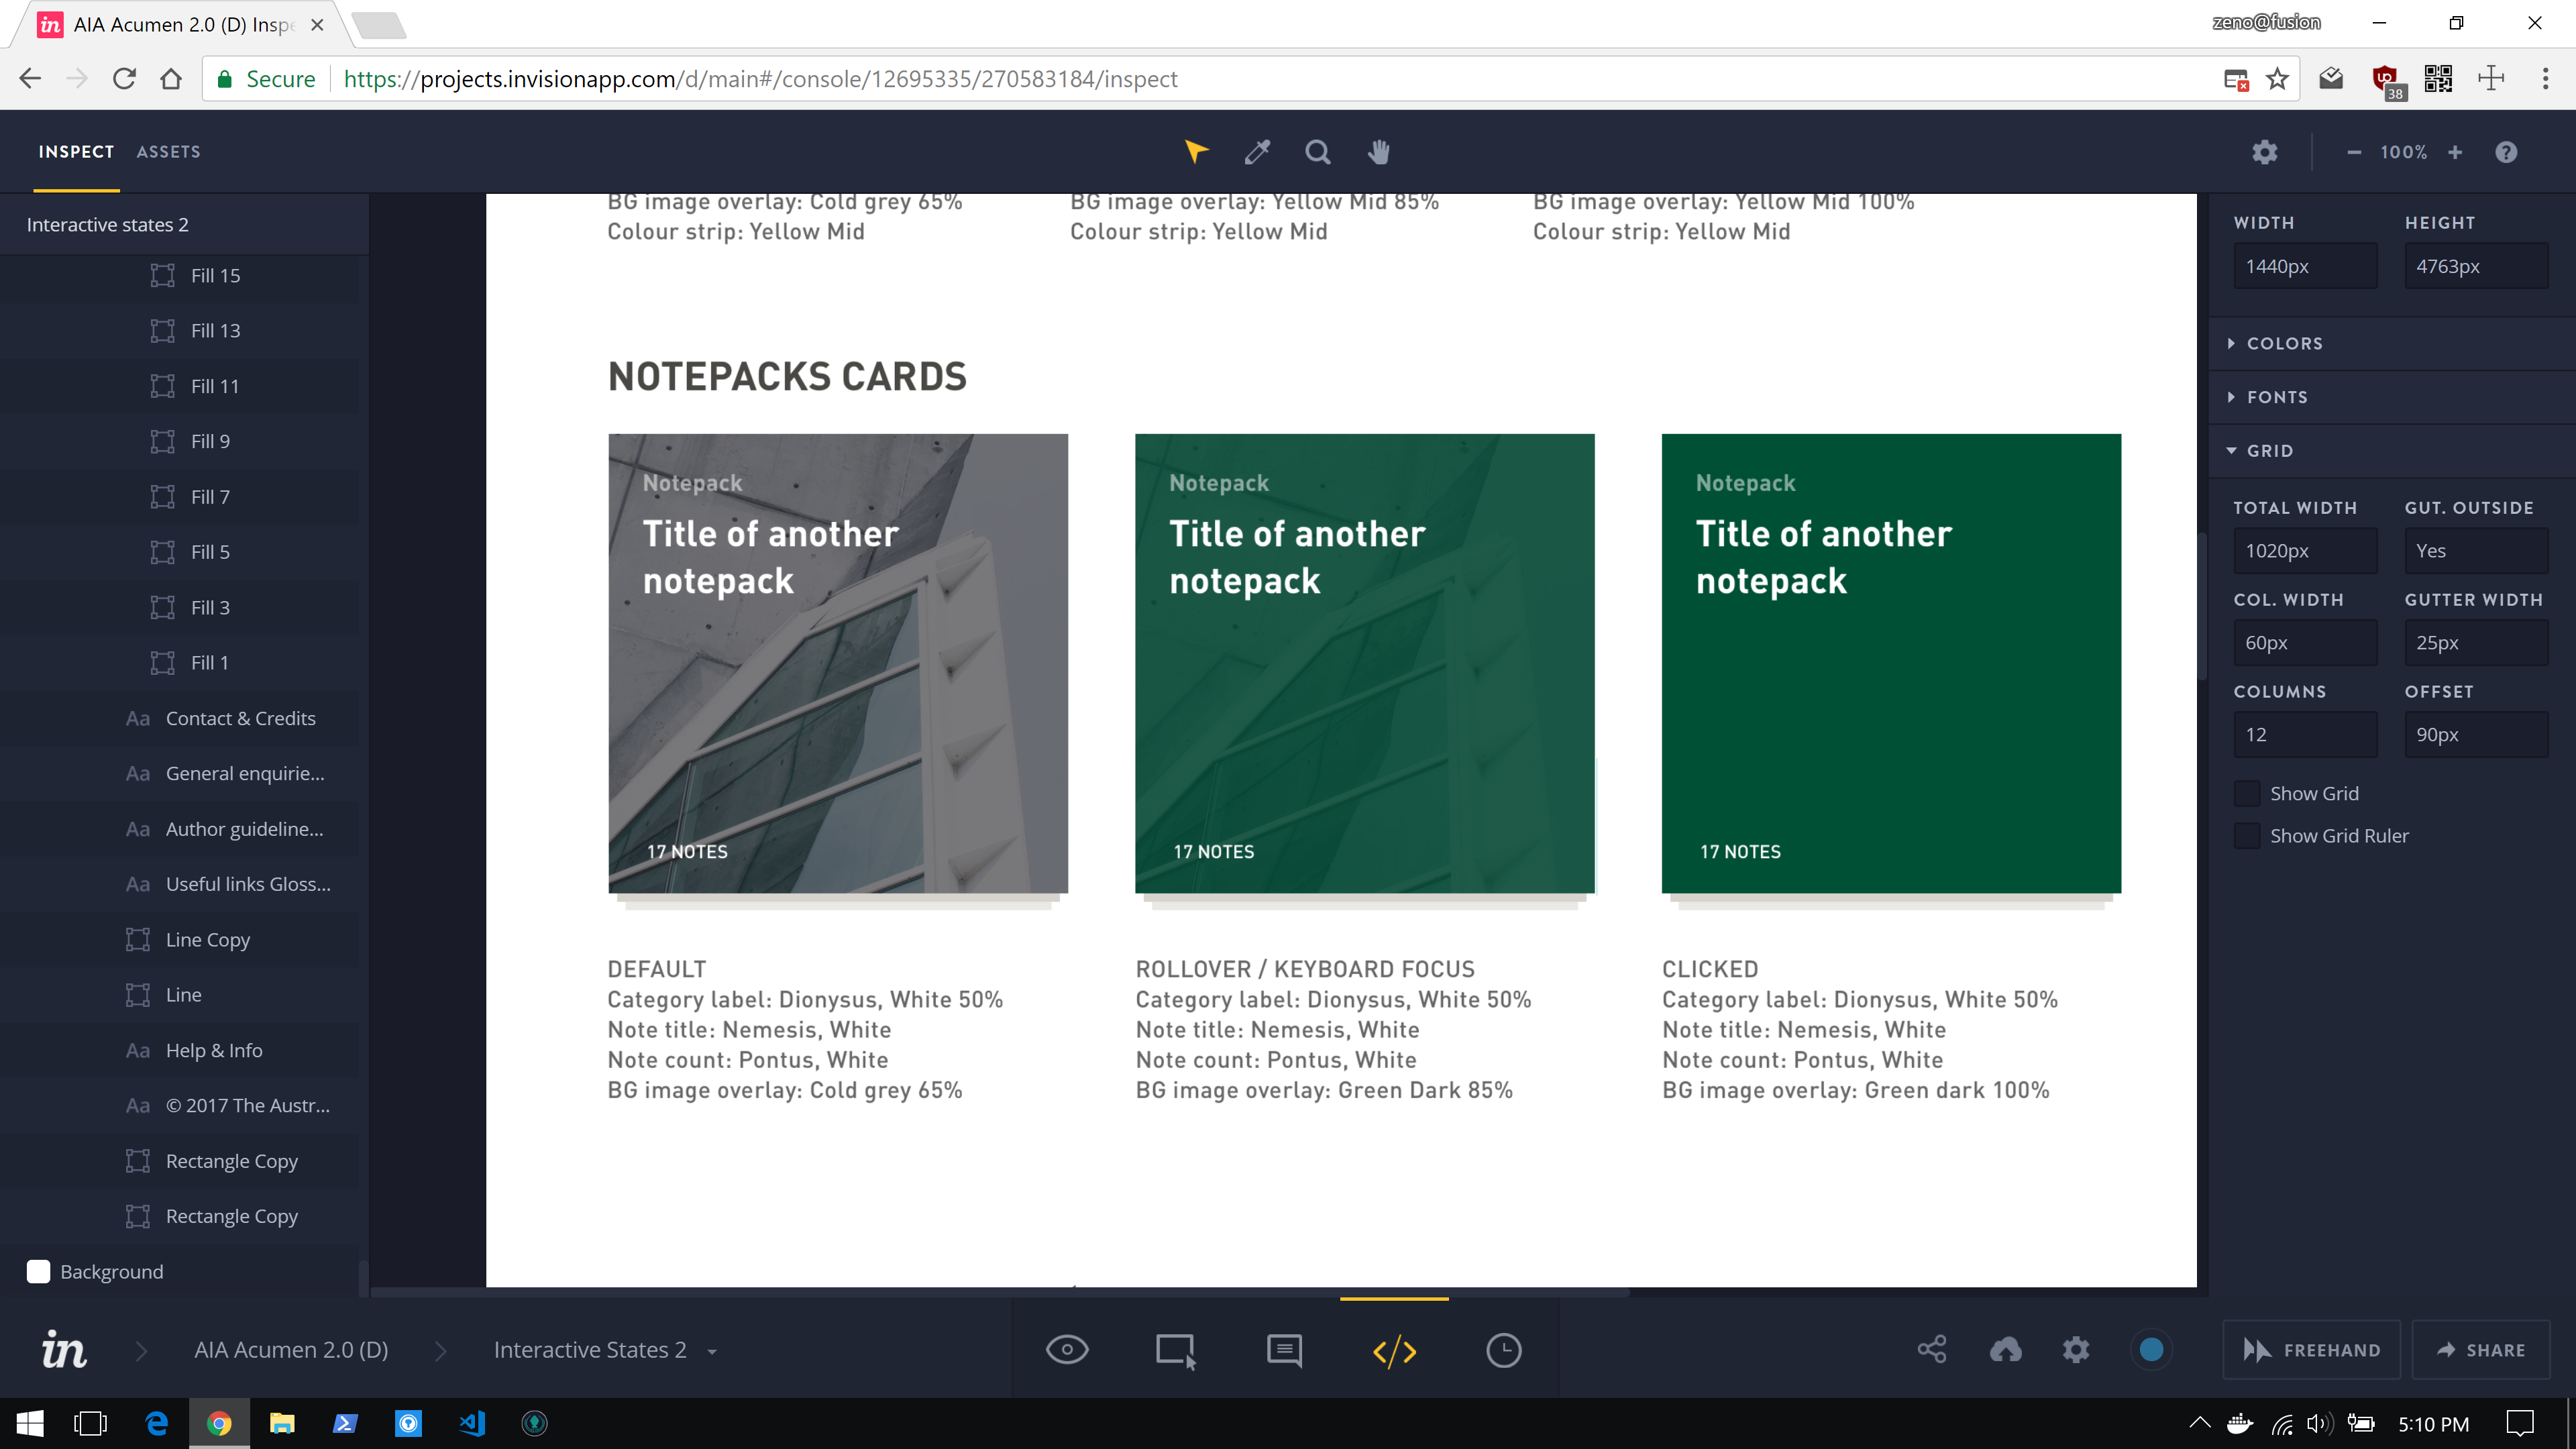 in AIA Acumen 2.0 (D) Inspe
zeno@fusion
Secure https://projects.invisionapp.com/d/main#/console/12695335/270583184/inspect
38
INSPECT ASSETS
100%
Interactive states 2
Fill 15
Fill 13
Fill 11
Fill 9
Fill 7
Fill 5
Fill 3
Fill 1
Aa Contact & Credits
Aa General enquirie...
Aa Author guideline...
Aa Useful links Gloss...
Line Copy
Line
Aa Help & Info
Aa © 2017 The Austr...
Rectangle Copy
Rectangle Copy
Background
BG image overlay: Cold grey 65%
Colour strip: Yellow Mid
BG image overlay: Yellow Mid 85%
Colour strip: Yellow Mid
BG image overlay: Yellow Mid 100%
Colour strip: Yellow Mid
NOTEPACKS CARDS
Notepack
Title of another
notepack
17 NOTES
Notepack
Title of another
notepack
17 NOTES
Notepack
Title of another
notepack
17 NOTES
DEFAULT
Category label: Dionysus, White 50%
Note title: Nemesis, White
Note count: Pontus, White
BG image overlay: Cold grey 65%
ROLLOVER / KEYBOARD FOCUS
Category label: Dionysus, White 50%
Note title: Nemesis, White
Note count: Pontus, White
BG image overlay: Green Dark 85%
CLICKED
Category label: Dionysus, White 50%
Note title: Nemesis, White
Note count: Pontus, White
BG image overlay: Green dark 100%
WIDTH HEIGHT
1440px 4763px
COLORS
FONTS
GRID
TOTAL WIDTH GUT. OUTSIDE
1020px Yes
COL. WIDTH GUTTER WIDTH
60px 25px
COLUMNS OFFSET
12 90px
Show Grid
Show Grid Ruler
in AIA Acumen 2.0 (D) Interactive States 2
FREEHAND SHARE
5:10 PM